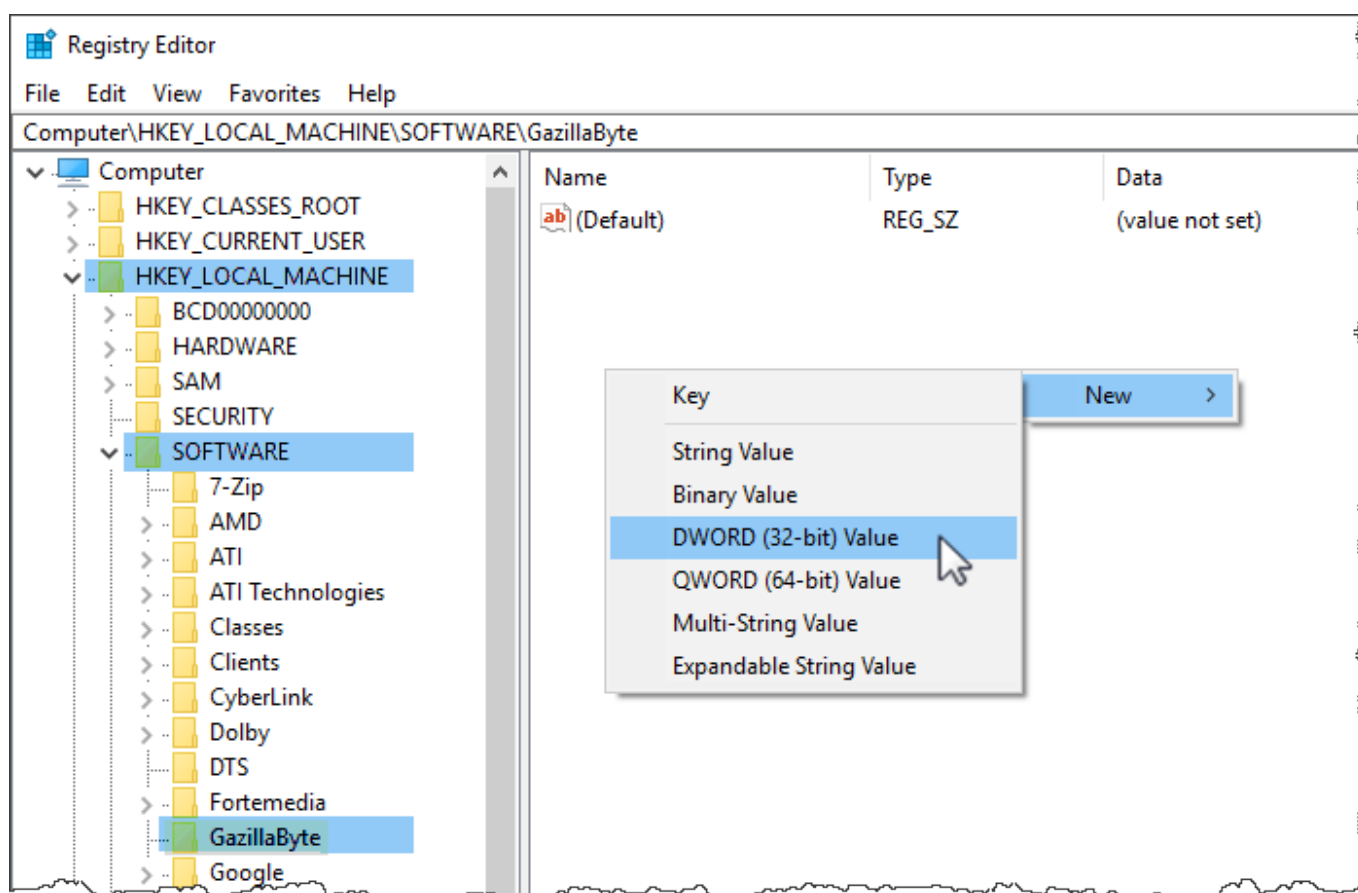 Registry Editor
File Edit View Favorites Help
Computer\HKEY_LOCAL_MACHINE\SOFTWARE\GazillaByte
Computer
HKEY_CLASSES_ROOT
HKEY_CURRENT_USER
HKEY_LOCAL_MACHINE
BCD00000000
HARDWARE
SAM
SECURITY
SOFTWARE
7-Zip
AMD
ATI
ATI Technologies
Classes
Clients
CyberLink
Dolby
DTS
Fortemedia
GazillaByte
Google
Name Type Data
ab (Default) REG_SZ (value not set)
New >
Key
String Value
Binary Value
DWORD (32-bit) Value
QWORD (64-bit) Value
Multi-String Value
Expandable String Value